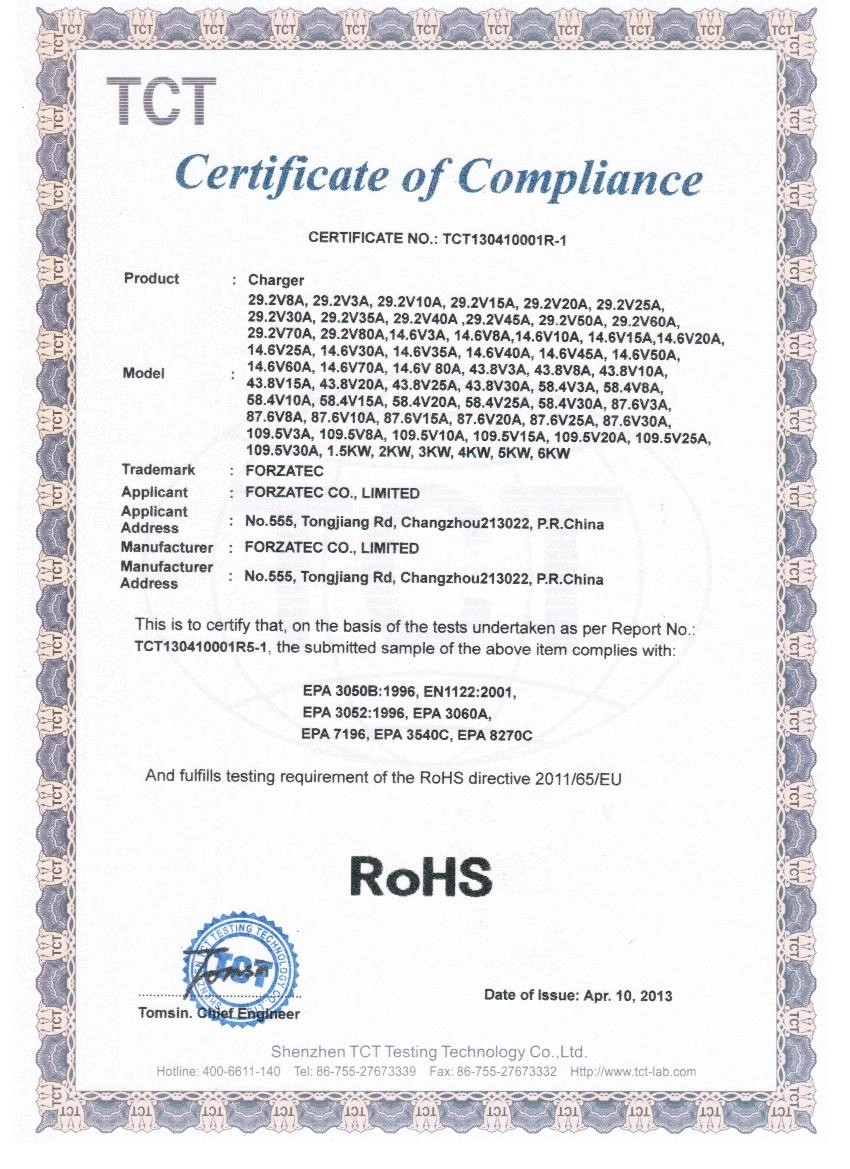 TCT
Certificate of Compliance
CERTIFICATE NO.: TCT130410001R-1
Product : Charger
29.2V8A, 29.2V3A, 29.2V10A, 29.2V15A, 29.2V20A, 29.2V25A,
29.2V30A, 29.2V35A, 29.2V40A ,29.2V45A, 29.2V50A, 29.2V60A,
29.2V70A, 29.2V80A,14.6V3A, 14.6V8A,14.6V10A, 14.6V15A,14.6V20A,
14.6V25A, 14.6V30A, 14.6V35A, 14.6V40A, 14.6V45A, 14.6V50A,
Model : 14.6V60A, 14.6V70A, 14.6V 80A, 43.8V3A, 43.8V8A, 43.8V10A,
43.8V15A, 43.8V20A, 43.8V25A, 43.8V30A, 58.4V3A, 58.4V8A,
58.4V10A, 58.4V15A, 58.4V20A, 58.4V25A, 58.4V30A, 87.6V3A,
87.6V8A, 87.6V10A, 87.6V15A, 87.6V20A, 87.6V25A, 87.6V30A,
109.5V3A, 109.5V8A, 109.5V10A, 109.5V15A, 109.5V20A, 109.5V25A,
109.5V30A, 1.5KW, 2KW, 3KW, 4KW, 5KW, 6KW
Trademark : FORZATEC
Applicant : FORZATEC CO., LIMITED
Applicant
Address : No.555, Tongjiang Rd, Changzhou213022, P.R.China
Manufacturer : FORZATEC CO., LIMITED
Manufacturer
Address : No.555, Tongjiang Rd, Changzhou213022, P.R.China
This is to certify that, on the basis of the tests undertaken as per Report No.:
TCT130410001R5-1, the submitted sample of the above item complies with:
EPA 3050B:1996, EN1122:2001,
EPA 3052:1996, EPA 3060A,
EPA 7196, EPA 3540C, EPA 8270C
And fulfills testing requirement of the RoHS directive 2011/65/EU
RoHS
SHENZHEN TCT TESTING TECHNOLOGY CO., LTD.
TCT
Tomsin
Tomsin. Chief Engineer
Date of Issue: Apr. 10, 2013
Shenzhen TCT Testing Technology Co.,Ltd.
Hotline: 400-6611-140 Tel: 86-755-27673339 Fax: 86-755-27673332 Http://www.tct-lab.com